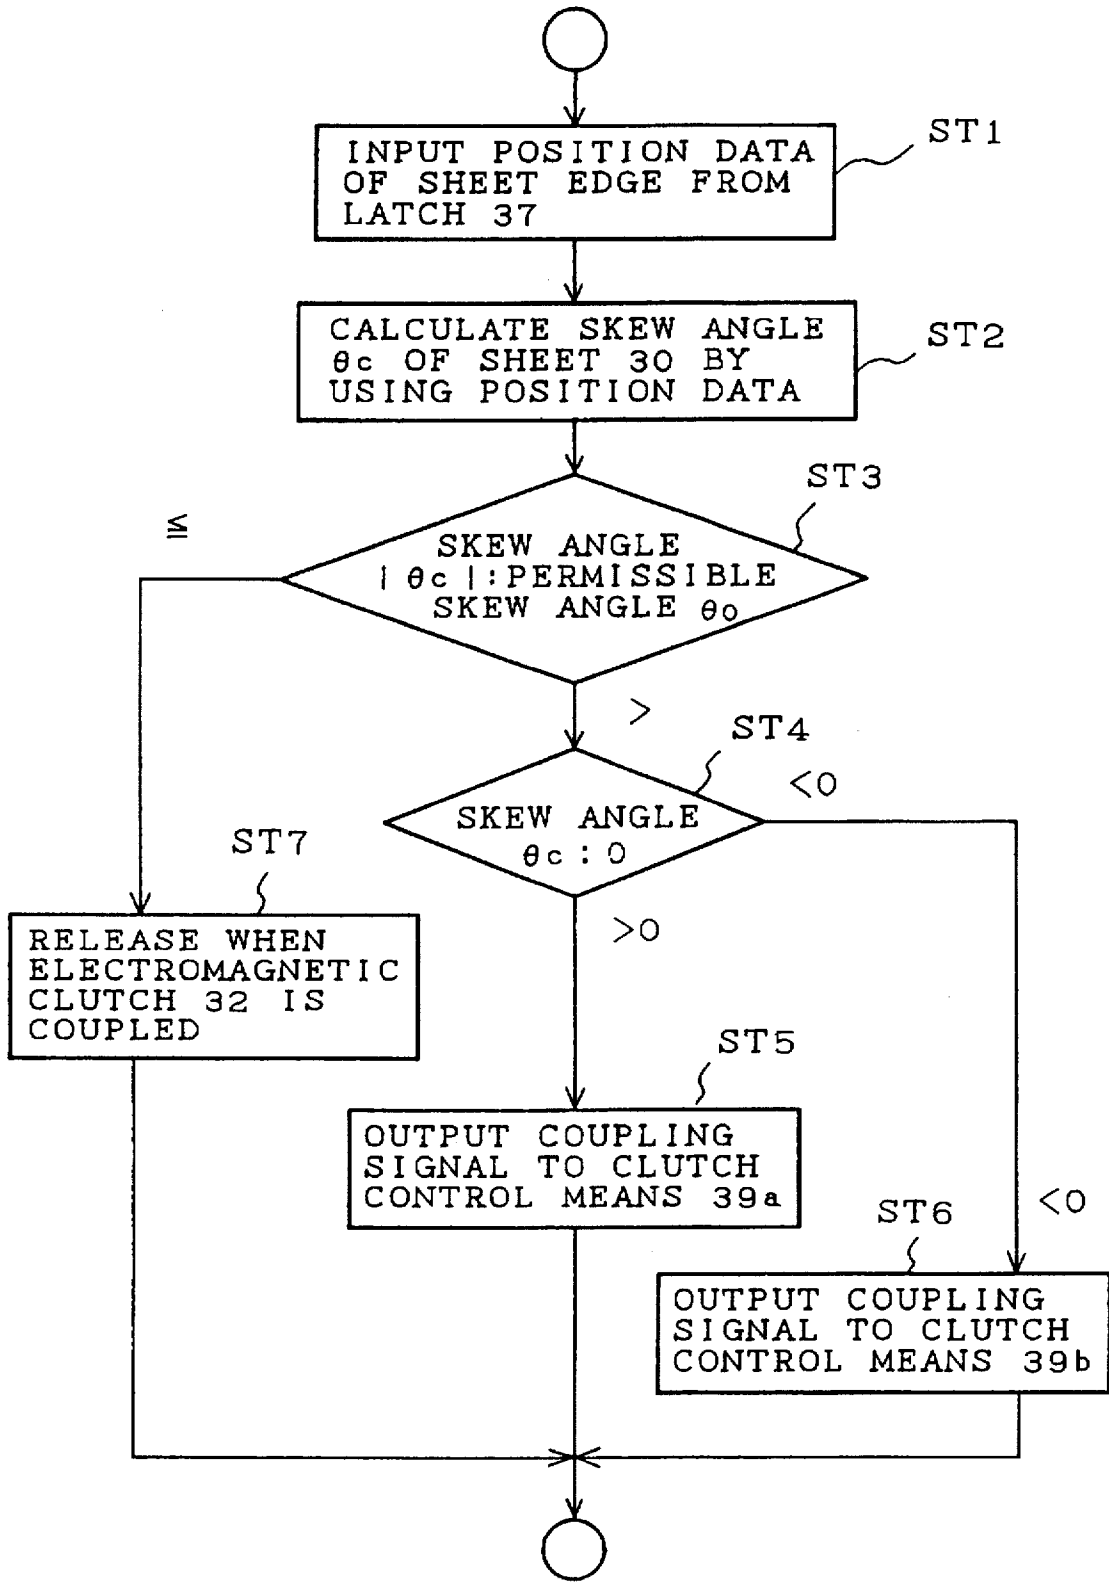 ST1
INPUT POSITION DATA
OF SHEET EDGE FROM
LATCH 37
ST2
CALCULATE SKEW ANGLE
θc OF SHEET 30 BY
USING POSITION DATA
ST3
≦
SKEW ANGLE
|θc|:PERMISSIBLE
SKEW ANGLE θo
>
ST4
<0
SKEW ANGLE
θc:0
ST7
>0
RELEASE WHEN
ELECTROMAGNETIC
CLUTCH 32 IS
COUPLED
ST5
OUTPUT COUPLING
SIGNAL TO CLUTCH
CONTROL MEANS 39a
ST6
<0
OUTPUT COUPLING
SIGNAL TO CLUTCH
CONTROL MEANS 39b